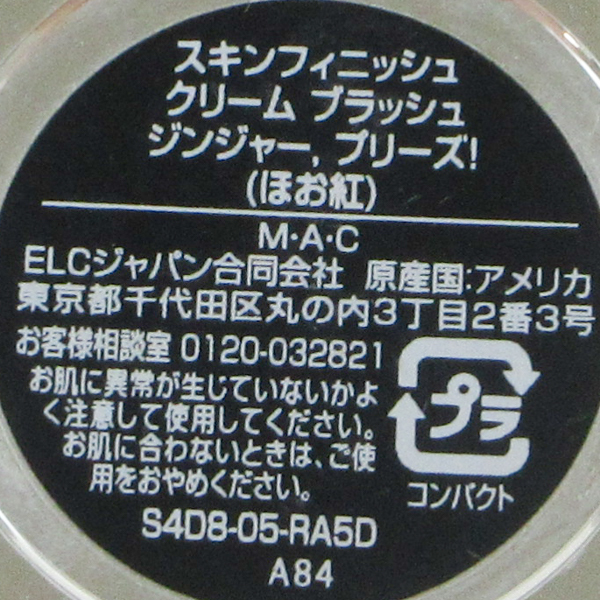 スキンフィニッシュ
クリーム ブラッシュ
ジンジャー, プリーズ!
(ほお紅)
M・A・C
ELCジャパン合同会社 原産国:アメリカ
東京都千代田区丸の内3丁目2番3号
お客様相談室 0120-032821
お肌に異常が生じていないかよ
く注意して使用してください。
お肌に合わないときは、ご使
用をおやめください。
プラ
コンパクト
S4D8-05-RA5D
A84